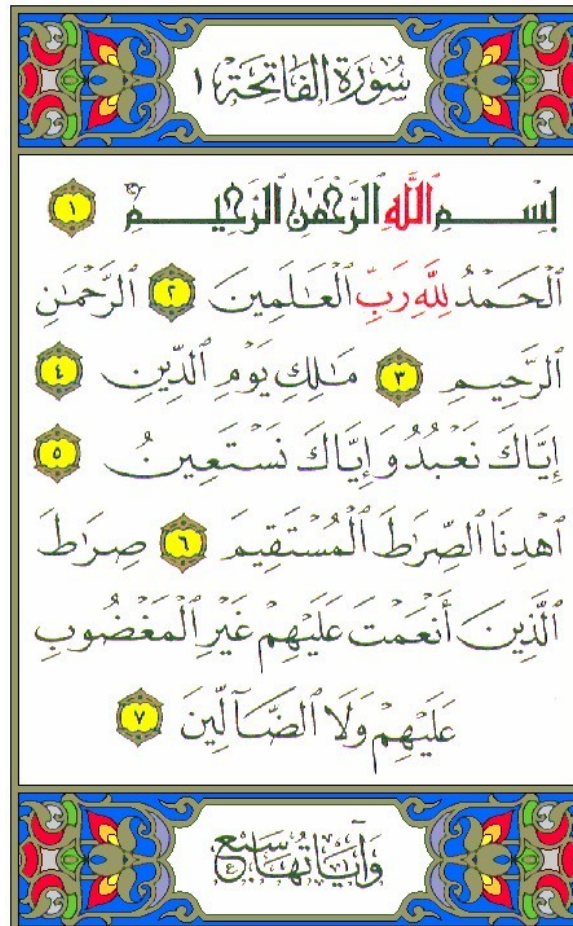 سُورَةُ الفَاتِحَةِ ١
بِسْمِ ٱللَّهِ ٱلرَّحْمَٰنِ ٱلرَّحِيمِ ١
ٱلْحَمْدُ لِلَّهِ رَبِّ ٱلْعَٰلَمِينَ ٢ ٱلرَّحْمَٰنِ
ٱلرَّحِيمِ ٣ مَٰلِكِ يَوْمِ ٱلدِّينِ ٤
إِيَّاكَ نَعْبُدُ وَإِيَّاكَ نَسْتَعِينُ ٥
ٱهْدِنَا ٱلصِّرَٰطَ ٱلْمُسْتَقِيمَ ٦ صِرَٰطَ
ٱلَّذِينَ أَنْعَمْتَ عَلَيْهِمْ غَيْرِ ٱلْمَغْضُوبِ
عَلَيْهِمْ وَلَا ٱلضَّآلِّينَ ٧
وَآيَاتُهَا سَبْعٌ